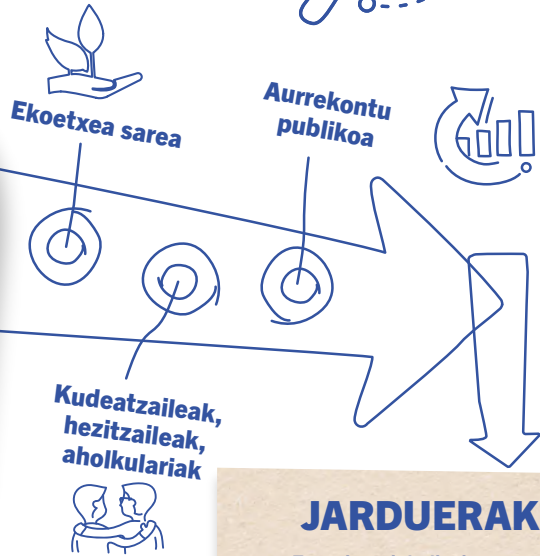 Ekoetxea sarea
Aurrekontu
publikoa
Kudeatzaileak,
hezitzaileak,
aholkulariak
JARDUERAK